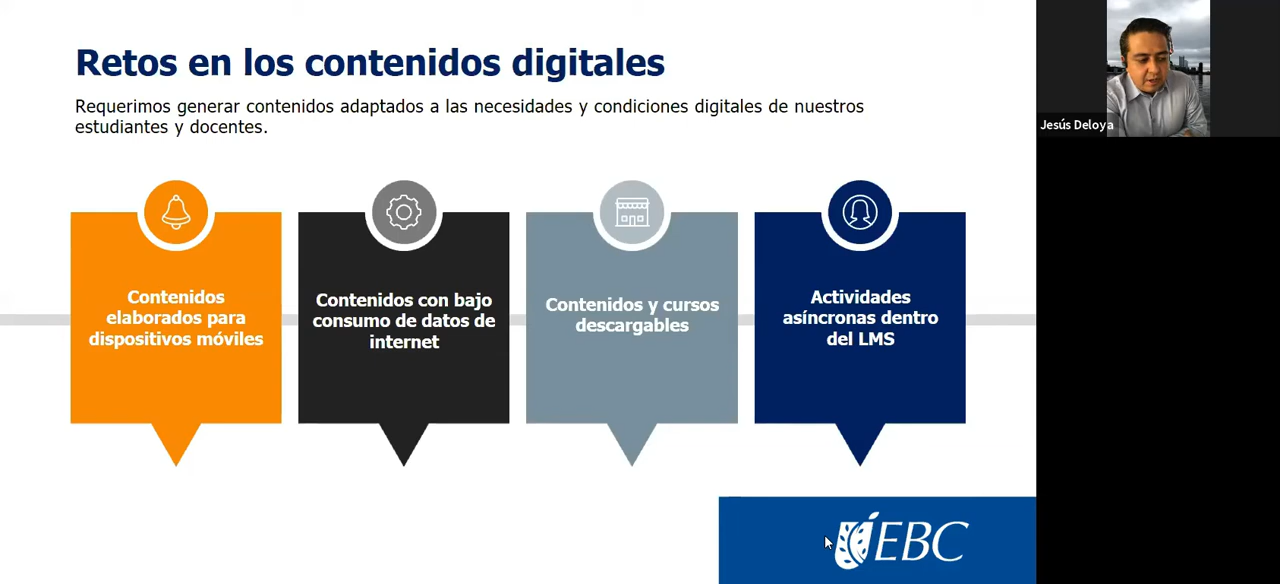 Retos en los contenidos digitales
Requerimos generar contenidos adaptados a las necesidades y condiciones digitales de nuestros
estudiantes y docentes.
Contenidos
elaborados para
dispositivos móviles
Contenidos con bajo
consumo de datos de
internet
Contenidos y cursos
descargables
Actividades
asíncronas dentro
del LMS
EBC
Jesús Deloya